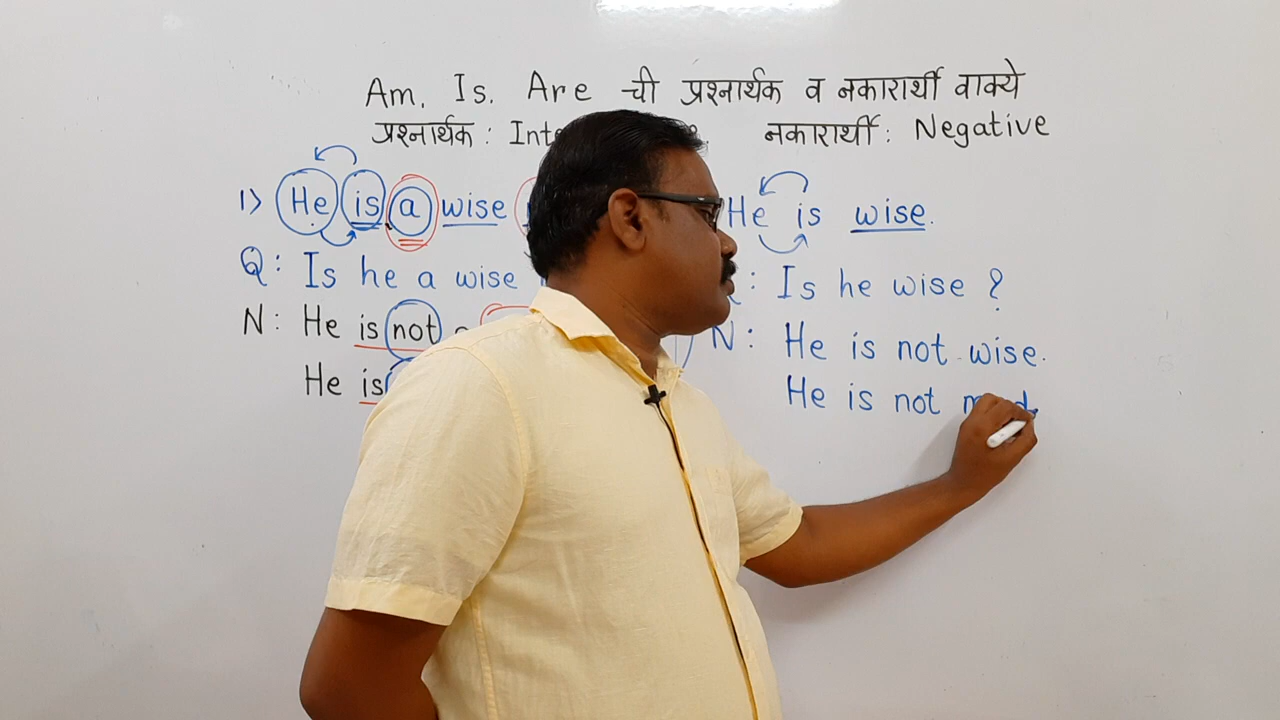 Am. Is. Are ची प्रश्नार्थक व नकारार्थी वाक्ये
प्रश्नार्थक : नकारार्थी : Negative
1) He is a wise
Q: Is he a wise
N: He is not
He is
He is wise.
: Is he wise ?
N: He is not wise.
He is not